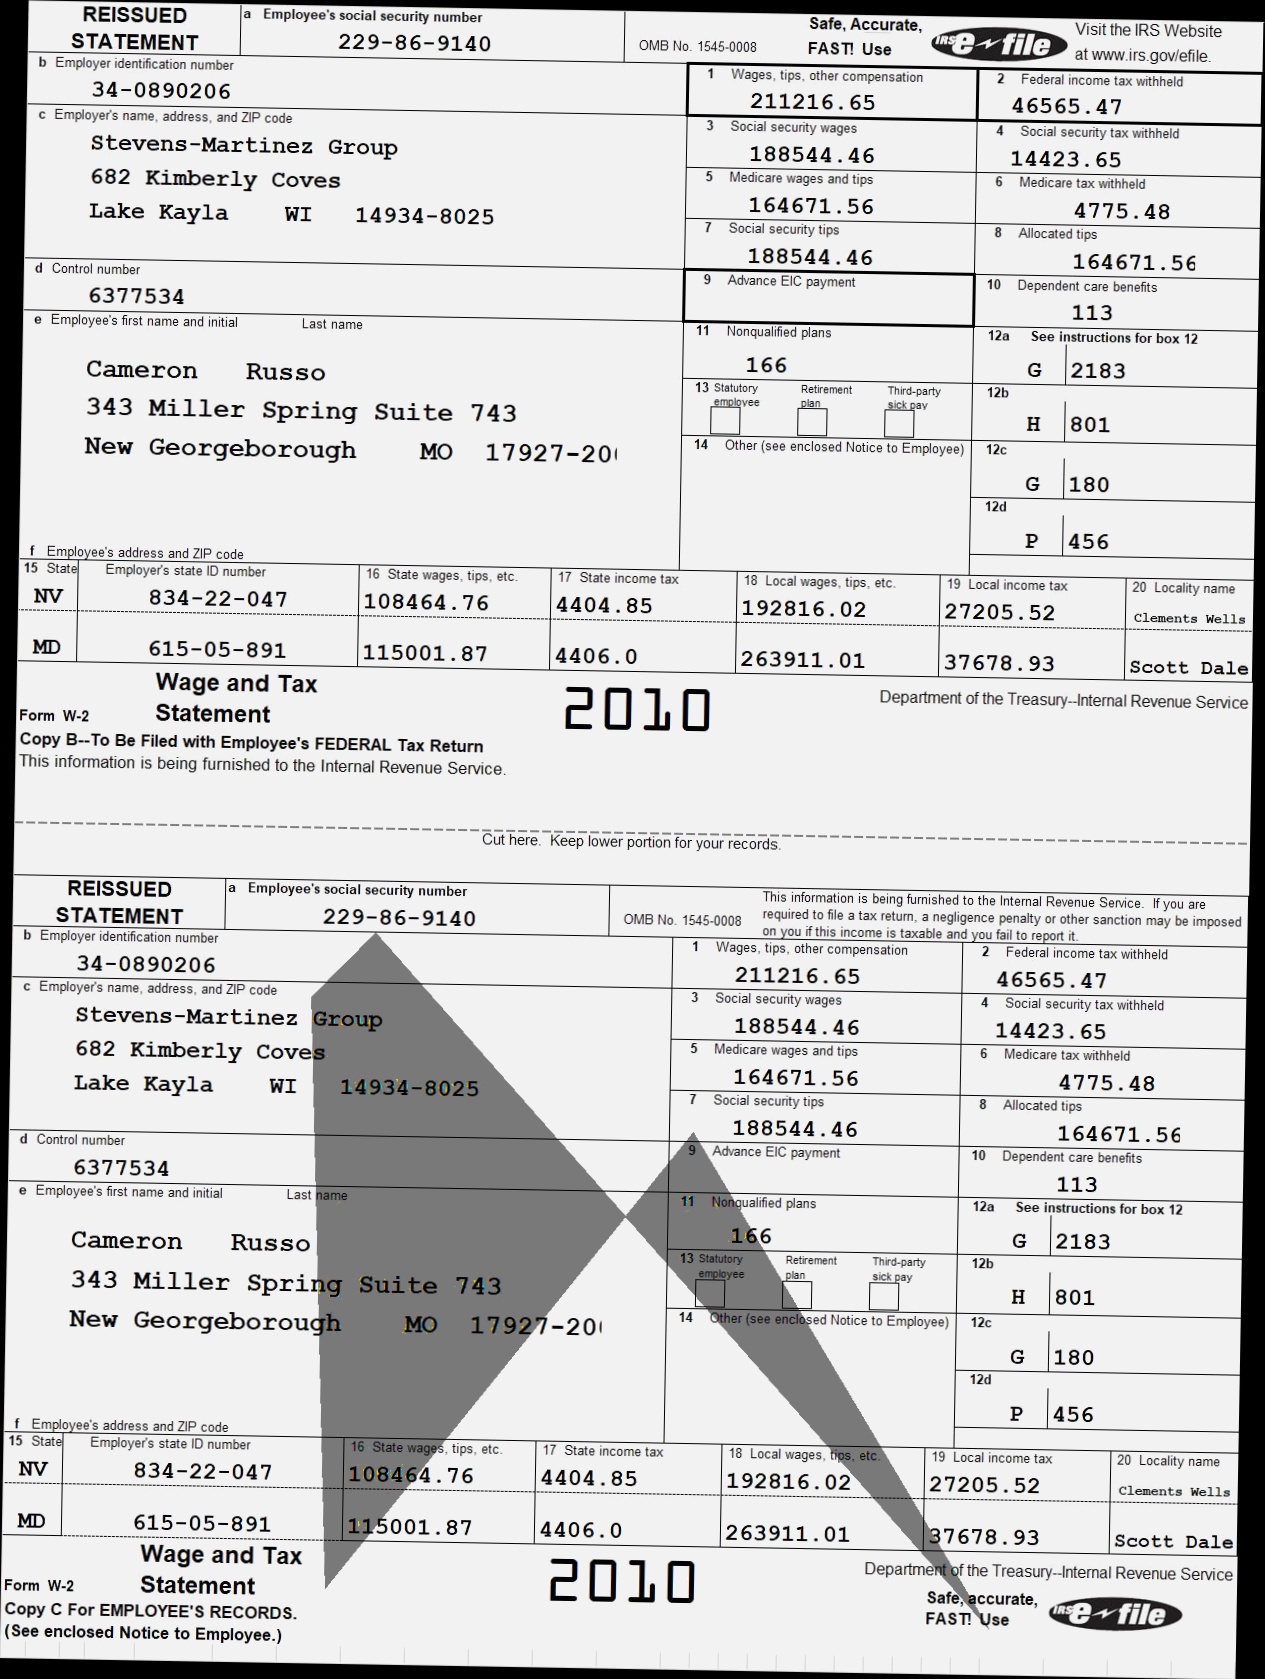 REISSUED STATEMENT
a Employee's social security number
229-86-9140
OMB No. 1545-0008
Safe, Accurate,
FAST! Use
IRS e-file
Visit the IRS Website
at www.irs.gov/efile.
b Employer identification number
34-0890206
1 Wages, tips, other compensation
211216.65
2 Federal income tax withheld
46565.47
c Employer's name, address, and ZIP code
Stevens-Martinez Group
682 Kimberly Coves
Lake Kayla WI 14934-8025
3 Social security wages
188544.46
4 Social security tax withheld
14423.65
5 Medicare wages and tips
164671.56
6 Medicare tax withheld
4775.48
7 Social security tips
188544.46
8 Allocated tips
164671.56
d Control number
6377534
9 Advance EIC payment
10 Dependent care benefits
113
e Employee's first name and initial Last name
Cameron Russo
343 Miller Spring Suite 743
New Georgeborough MO
11 Nonqualified plans
166
12a See instructions for box 12
G 2183
13 Statutory employee
Retirement plan
Third-party sick pay
12b
H 801
14 Other (see enclosed Notice to Employee)
12c
G 180
12d
P 456
f Employee's address and ZIP code
15 State Employer's state ID number 16 State wages, tips, etc. 17 State income tax 18 Local wages, tips, etc. 19 Local income tax 20 Locality name
NV 834-22-047 108464.76 4404.85 192816.02 27205.52 Clements Wells
MD 615-05-891 115001.87 4406.0 263911.01 37678.93 Scott Dale
Form W-2 Wage and Tax Statement
2010
Department of the Treasury--Internal Revenue Service
Copy B--To Be Filed with Employee's FEDERAL Tax Return
This information is being furnished to the Internal Revenue Service.
Cut here. Keep lower portion for your records.
REISSUED STATEMENT
a Employee's social security number
229-86-9140
OMB No. 1545-0008
This information is being furnished to the Internal Revenue Service. If you are
required to file a tax return, a negligence penalty or other sanction may be imposed
on you if this income is taxable and you fail to report it.
b Employer identification number
34-0890206
1 Wages, tips, other compensation
211216.65
2 Federal income tax withheld
46565.47
c Employer's name, address, and ZIP code
Stevens-Martinez Group
682 Kimberly Coves
Lake Kayla WI 14934-8025
3 Social security wages
188544.46
4 Social security tax withheld
14423.65
5 Medicare wages and tips
164671.56
6 Medicare tax withheld
4775.48
7 Social security tips
188544.46
8 Allocated tips
164671.56
d Control number
6377534
9 Advance EIC payment
10 Dependent care benefits
113
e Employee's first name and initial Last name
Cameron Russo
343 Miller Spring Suite 743
New Georgeborough MO
11 Nonqualified plans
166
12a See instructions for box 12
G 2183
13 Statutory employee
Retirement plan
Third-party sick pay
12b
H 801
14 Other (see enclosed Notice to Employee)
12c
G 180
12d
P 456
f Employee's address and ZIP code
15 State Employer's state ID number 16 State wages, tips, etc. 17 State income tax 18 Local wages, tips, etc. 19 Local income tax 20 Locality name
NV 834-22-047 108464.76 4404.85 192816.02 27205.52 Clements Wells
MD 615-05-891 115001.87 4406.0 263911.01 37678.93 Scott Dale
Form W-2 Wage and Tax Statement
2010
Department of the Treasury--Internal Revenue Service
Copy C For EMPLOYEE'S RECORDS.
(See enclosed Notice to Employee.)
Safe, accurate,
FAST! Use
IRS e-file